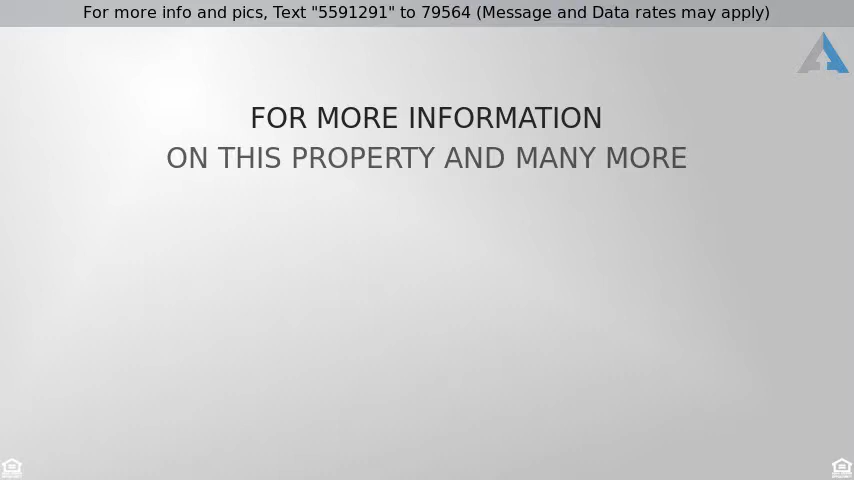 For more info and pics, Text "5591291" to 79564 (Message and Data rates may apply)
FOR MORE INFORMATION
ON THIS PROPERTY AND MANY MORE